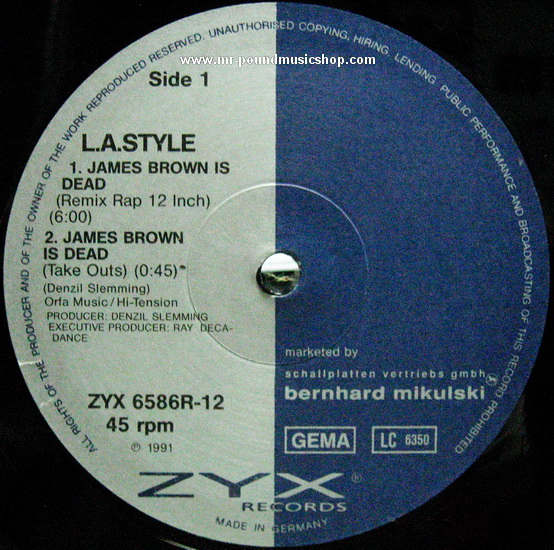 www.mr-poundmusicshop.com
ALL RIGHTS OF THE PRODUCER AND OF THE OWNER OF THE WORK REPRODUCED RESERVED. UNAUTHORISED COPYING, HIRING, LENDING, PUBLIC PERFORMANCE AND BROADCASTING OF THIS RECORD PROHIBITED
Side 1
L.A.STYLE
1. JAMES BROWN IS
DEAD
(Remix Rap 12 Inch)
(6:00)
2. JAMES BROWN
IS DEAD
(Take Outs) (0:45)*
(Denzil Slemming)
Orfa Music/Hi-Tension
PRODUCER: DENZIL SLEMMING
EXECUTIVE PRODUCER: RAY DECA-
DANCE
marketed by
schallplatten vertriebs gmbh
bernhard mikulski
ZYX 6586R-12
45 rpm
℗ 1991
GEMA
LC 6350
ZYX®
RECORDS
MADE IN GERMANY